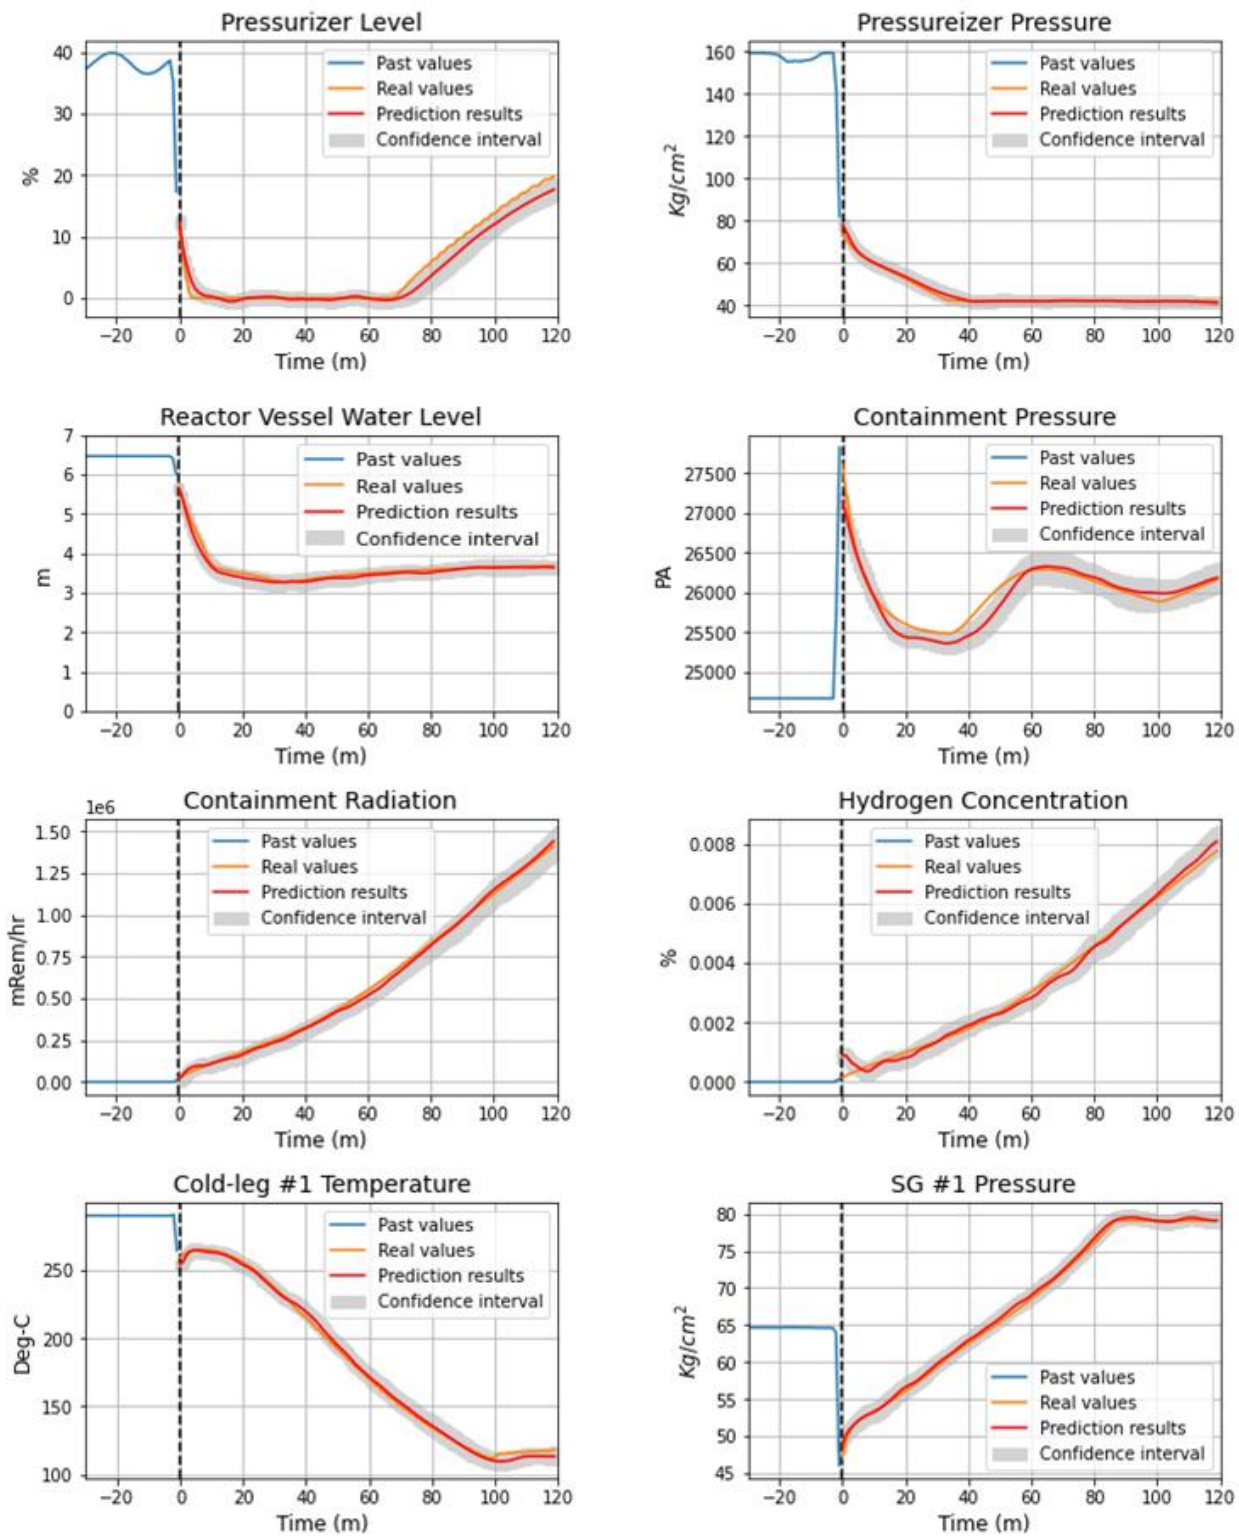 Pressurizer Level
40
30
20
10
0
%
−20 0 20 40 60 80 100 120
Time (m)
Past values
Real values
Prediction results
Confidence interval
Pressureizer Pressure
160
140
120
100
80
60
40
Kg/cm²
−20 0 20 40 60 80 100 120
Time (m)
Past values
Real values
Prediction results
Confidence interval
Reactor Vessel Water Level
7
6
5
4
3
2
1
0
m
−20 0 20 40 60 80 100 120
Time (m)
Past values
Real values
Prediction results
Confidence interval
Containment Pressure
27500
27000
26500
26000
25500
25000
PA
−20 0 20 40 60 80 100 120
Time (m)
Past values
Real values
Prediction results
Confidence interval
Containment Radiation
1e6
1.50
1.25
1.00
0.75
0.50
0.25
0.00
mRem/hr
−20 0 20 40 60 80 100 120
Time (m)
Past values
Real values
Prediction results
Confidence interval
Hydrogen Concentration
0.008
0.006
0.004
0.002
0.000
%
−20 0 20 40 60 80 100 120
Time (m)
Past values
Real values
Prediction results
Confidence interval
Cold-leg #1 Temperature
250
200
150
100
Deg-C
−20 0 20 40 60 80 100 120
Time (m)
Past values
Real values
Prediction results
Confidence interval
SG #1 Pressure
80
75
70
65
60
55
50
45
Kg/cm²
−20 0 20 40 60 80 100 120
Time (m)
Past values
Real values
Prediction results
Confidence interval